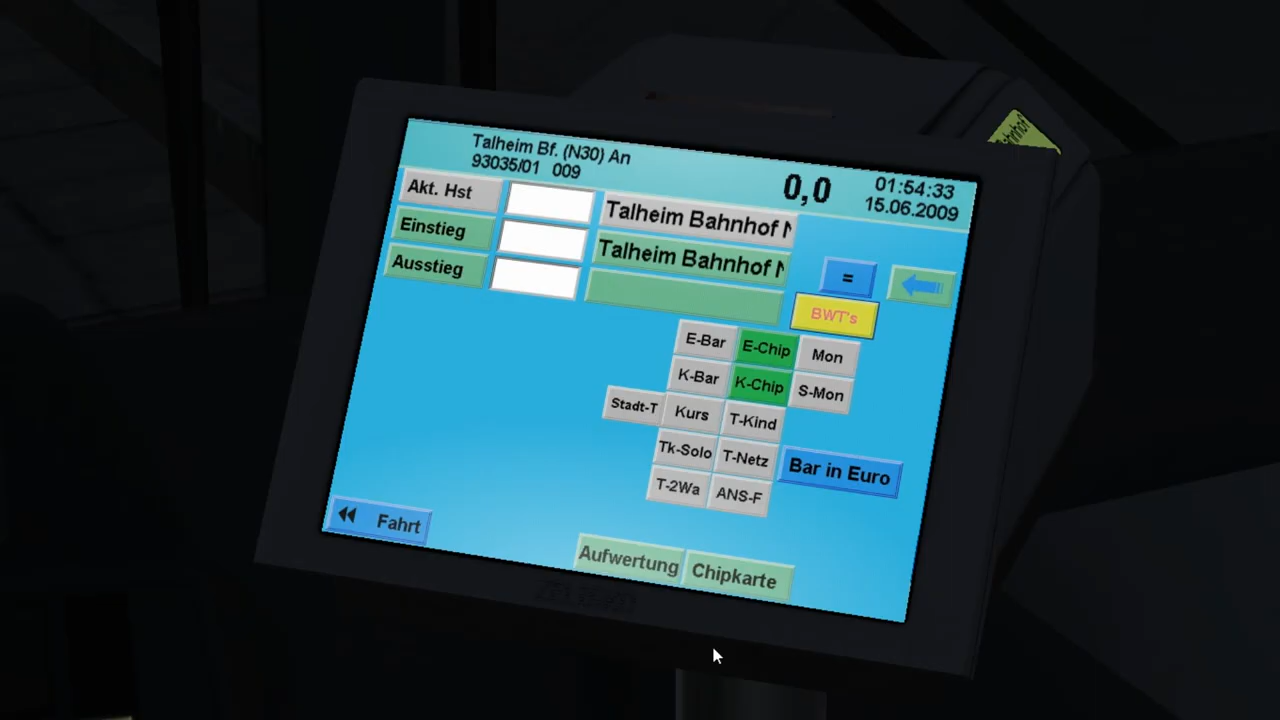 Talheim Bf. (N30) An
93035/01 009
0,0
01:54:33
15.06.2009
Akt. Hst
Talheim Bahnhof
Einstieg
Talheim Bahnhof
Ausstieg
=
BWT's
E-Bar E-Chip Mon
K-Bar K-Chip S-Mon
Stadt-T Kurs T-Kind
Tk-Solo T-Netz Bar in Euro
T-2Wa ANS-F
Fahrt
Aufwertung Chipkarte